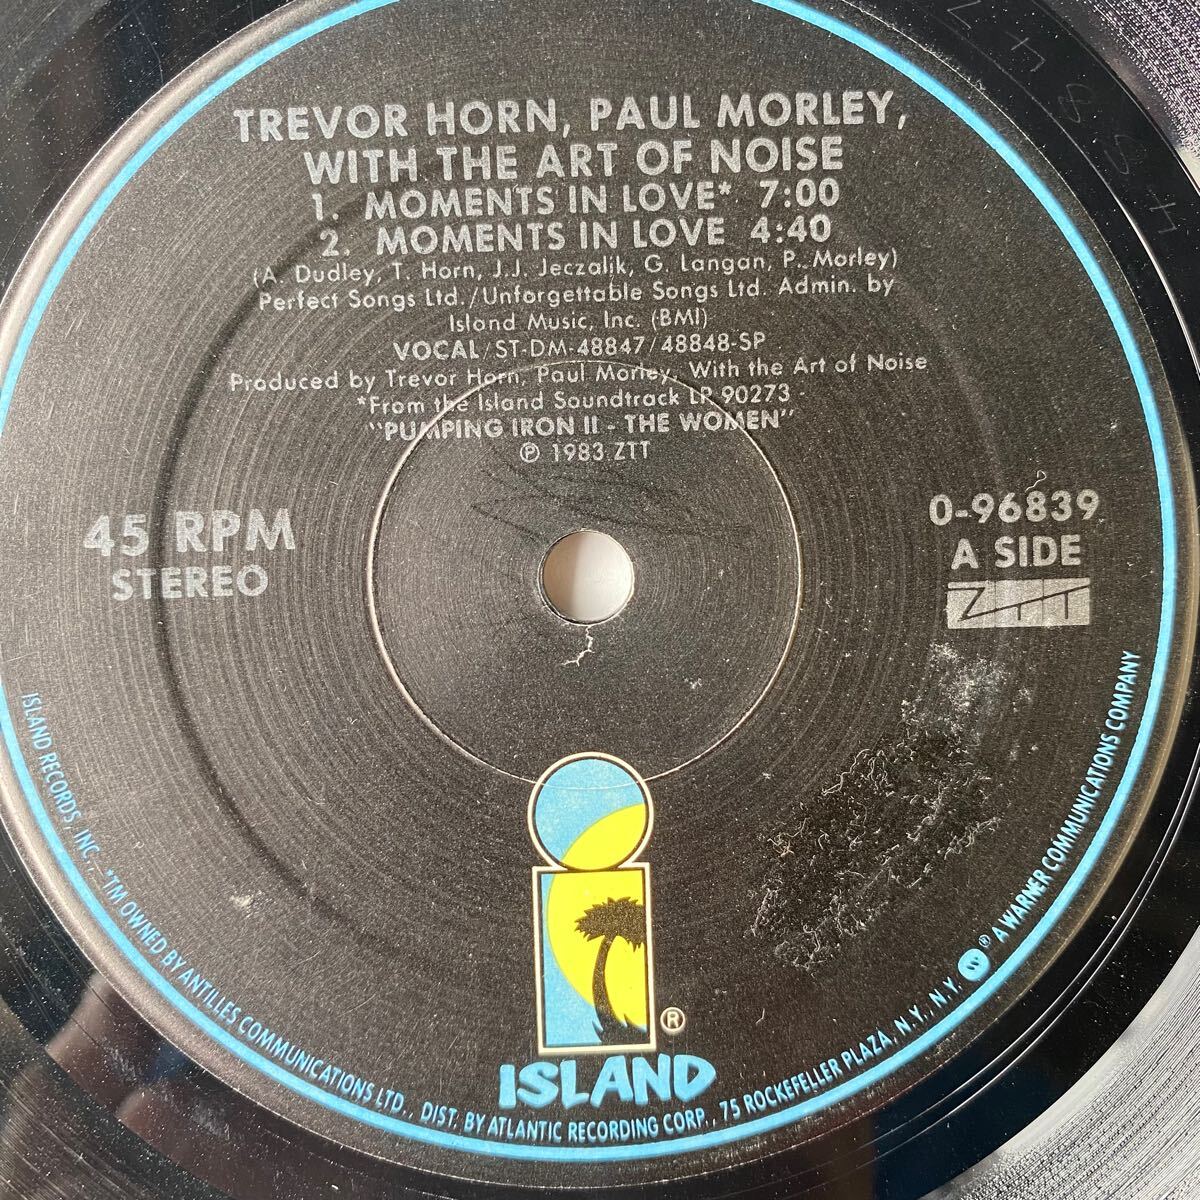 TREVOR HORN, PAUL MORLEY,
WITH THE ART OF NOISE
1. MOMENTS IN LOVE* 7:00
2. MOMENTS IN LOVE 4:40
(A. Dudley, T. Horn, J.J. Jeczalik, G. Langan, P. Morley)
Perfect Songs Ltd./Unforgettable Songs Ltd. Admin. by
Island Music, Inc. (BMI)
VOCAL/ST-DM-48847/48848-SP
Produced by Trevor Horn, Paul Morley, With the Art of Noise
*From the Island Soundtrack LP 90273 -
"PUMPING IRON II - THE WOMEN"
℗ 1983 ZTT
45 RPM
STEREO
0-96839
A SIDE
ZTT
®
ISLAND
ISLAND RECORDS, INC., *TM OWNED BY ANTILLES COMMUNICATIONS LTD., DIST. BY ATLANTIC RECORDING CORP., 75 ROCKEFELLER PLAZA, N.Y., N.Y. ® A WARNER COMMUNICATIONS COMPANY